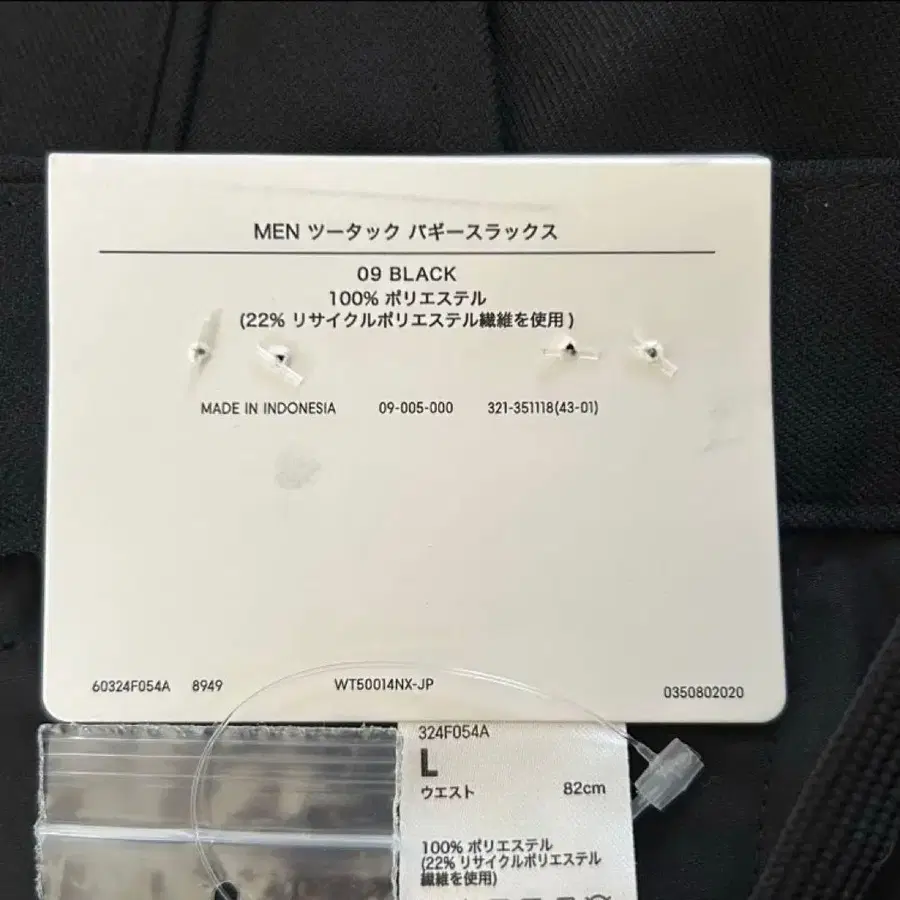 MEN ツータック バギースラックス
09 BLACK
100% ポリエステル
(22% リサイクルポリエステル繊維を使用)
MADE IN INDONESIA 09-005-000 321-351118(43-01)
60324F054A 8949 WT50014NX-JP 0350802020
324F054A
L
ウエスト 82cm
100% ポリエステル
(22% リサイクルポリエステル
繊維を使用)